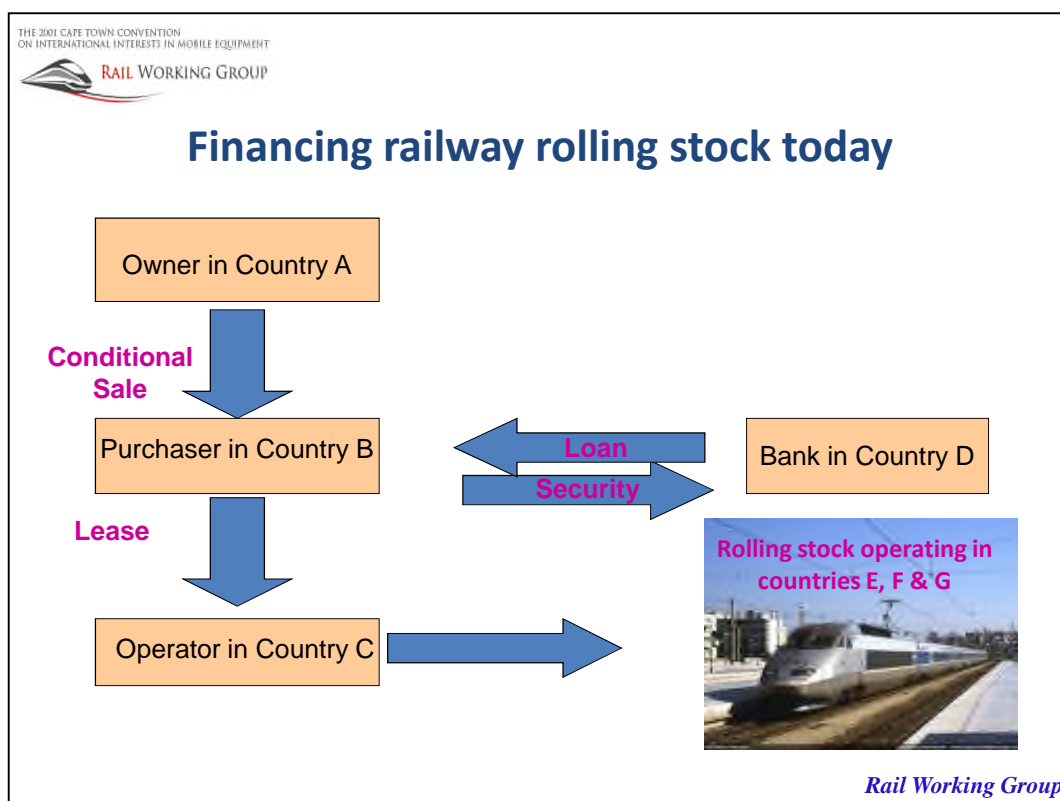 THE 2001 CAPE TOWN CONVENTION
ON INTERNATIONAL INTERESTS IN MOBILE EQUIPMENT
RAIL WORKING GROUP
Financing railway rolling stock today
Owner in Country A
Conditional
Sale
Purchaser in Country B
Loan
Security
Bank in Country D
Lease
Rolling stock operating in
countries E, F & G
Operator in Country C
Rail Working Group